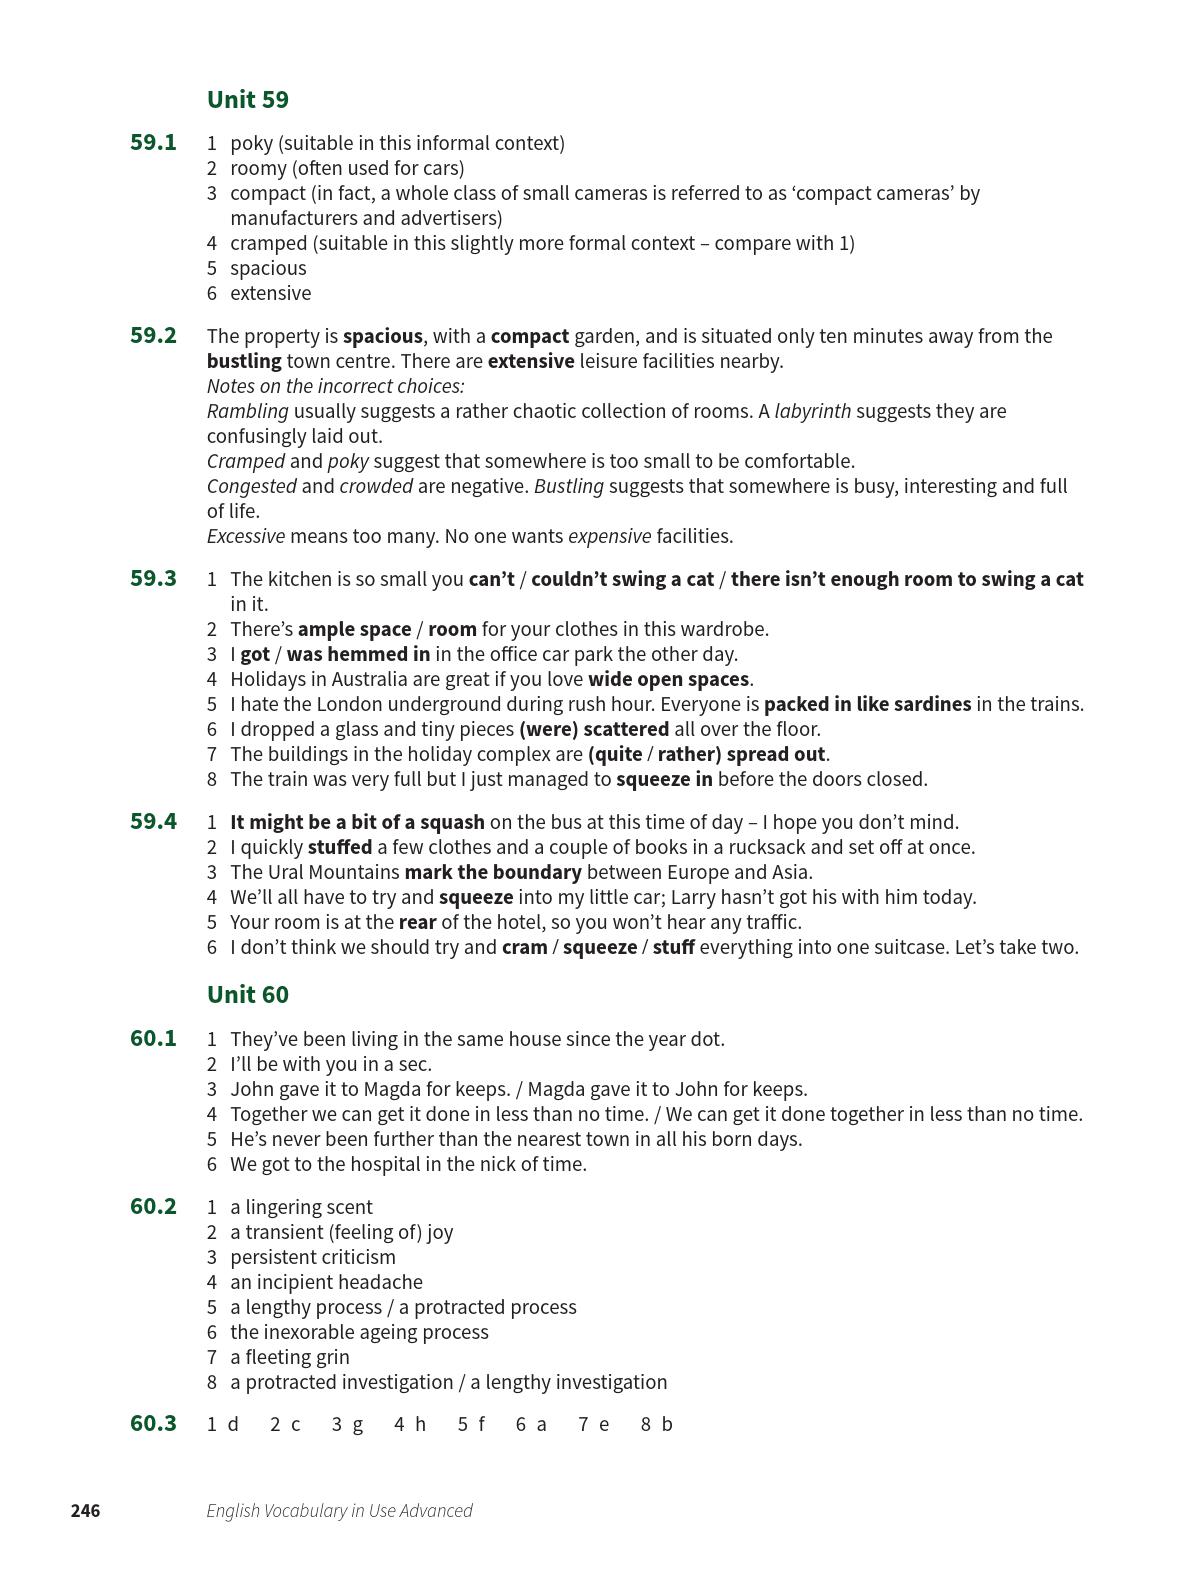 Unit 59
59.1 1 poky (suitable in this informal context)
2 roomy (often used for cars)
3 compact (in fact, a whole class of small cameras is referred to as ‘compact cameras’ by
manufacturers and advertisers)
4 cramped (suitable in this slightly more formal context – compare with 1)
5 spacious
6 extensive
59.2 The property is spacious, with a compact garden, and is situated only ten minutes away from the
bustling town centre. There are extensive leisure facilities nearby.
Notes on the incorrect choices:
Rambling usually suggests a rather chaotic collection of rooms. A labyrinth suggests they are
confusingly laid out.
Cramped and poky suggest that somewhere is too small to be comfortable.
Congested and crowded are negative. Bustling suggests that somewhere is busy, interesting and full
of life.
Excessive means too many. No one wants expensive facilities.
59.3 1 The kitchen is so small you can’t / couldn’t swing a cat / there isn’t enough room to swing a cat
in it.
2 There’s ample space / room for your clothes in this wardrobe.
3 I got / was hemmed in in the office car park the other day.
4 Holidays in Australia are great if you love wide open spaces.
5 I hate the London underground during rush hour. Everyone is packed in like sardines in the trains.
6 I dropped a glass and tiny pieces (were) scattered all over the floor.
7 The buildings in the holiday complex are (quite / rather) spread out.
8 The train was very full but I just managed to squeeze in before the doors closed.
59.4 1 It might be a bit of a squash on the bus at this time of day – I hope you don’t mind.
2 I quickly stuffed a few clothes and a couple of books in a rucksack and set off at once.
3 The Ural Mountains mark the boundary between Europe and Asia.
4 We’ll all have to try and squeeze into my little car; Larry hasn’t got his with him today.
5 Your room is at the rear of the hotel, so you won’t hear any traffic.
6 I don’t think we should try and cram / squeeze / stuff everything into one suitcase. Let’s take two.
Unit 60
60.1 1 They’ve been living in the same house since the year dot.
2 I’ll be with you in a sec.
3 John gave it to Magda for keeps. / Magda gave it to John for keeps.
4 Together we can get it done in less than no time. / We can get it done together in less than no time.
5 He’s never been further than the nearest town in all his born days.
6 We got to the hospital in the nick of time.
60.2 1 a lingering scent
2 a transient (feeling of) joy
3 persistent criticism
4 an incipient headache
5 a lengthy process / a protracted process
6 the inexorable ageing process
7 a fleeting grin
8 a protracted investigation / a lengthy investigation
60.3 1 d 2 c 3 g 4 h 5 f 6 a 7 e 8 b
246 English Vocabulary in Use Advanced